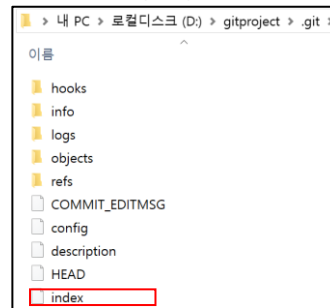 > 내 PC > 로컬디스크 (D:) > gitproject > .git >
이름
hooks
info
logs
objects
refs
COMMIT_EDITMSG
config
description
HEAD
index